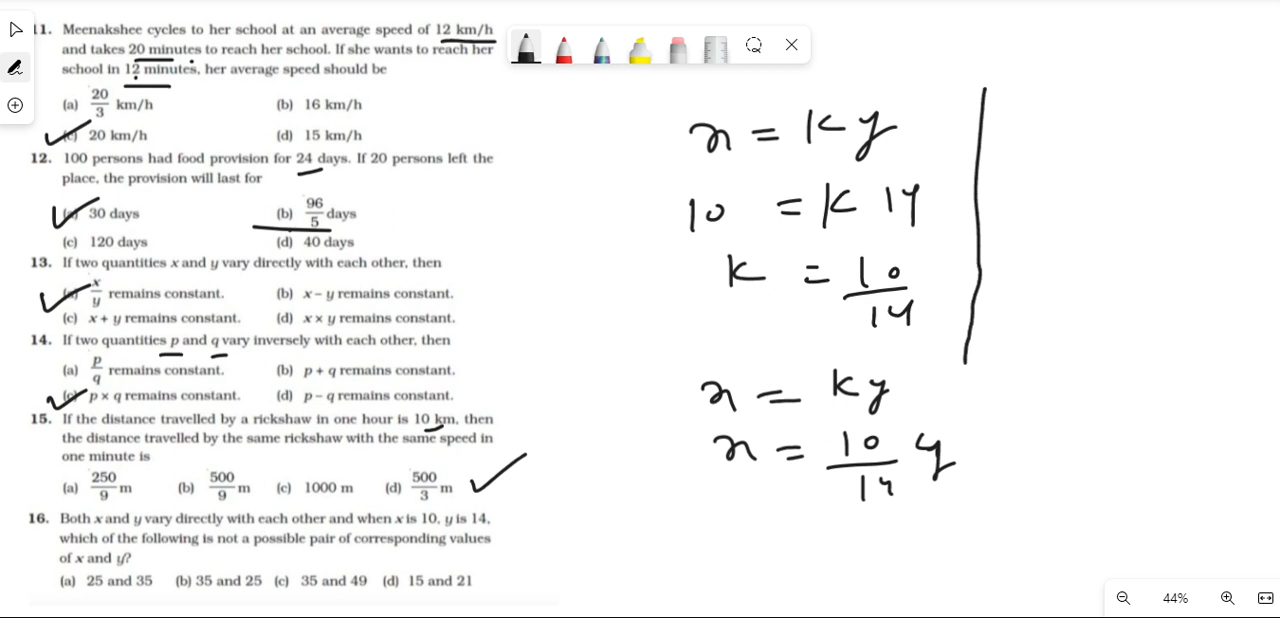 11. Meenakshee cycles to her school at an average speed of 12 km/h
and takes 20 minutes to reach her school. If she wants to reach her
school in 12 minutes, her average speed should be
(a) 20/3 km/h (b) 16 km/h
(c) 20 km/h (d) 15 km/h
12. 100 persons had food provision for 24 days. If 20 persons left the
place, the provision will last for
(a) 30 days (b) 96/5 days
(c) 120 days (d) 40 days
13. If two quantities x and y vary directly with each other, then
(a) x/y remains constant. (b) x – y remains constant.
(c) x + y remains constant. (d) x × y remains constant.
14. If two quantities p and q vary inversely with each other, then
(a) p/q remains constant. (b) p + q remains constant.
(c) p × q remains constant. (d) p – q remains constant.
15. If the distance travelled by a rickshaw in one hour is 10 km, then
the distance travelled by the same rickshaw with the same speed in
one minute is
(a) 250/9 m (b) 500/9 m (c) 1000 m (d) 500/3 m
16. Both x and y vary directly with each other and when x is 10, y is 14,
which of the following is not a possible pair of corresponding values
of x and y?
(a) 25 and 35 (b) 35 and 25 (c) 35 and 49 (d) 15 and 21
x = ky
10 = k 14
k = 10/14
x = ky
x = 10/14 y
44%